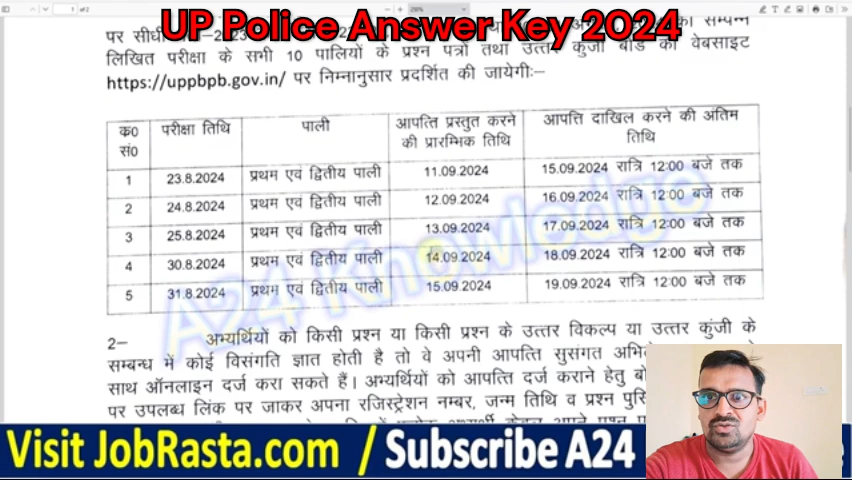 UP Police Answer Key 2024
पर सीधी
लिखित परीक्षा के सभी 10 पालियों के प्रश्न पत्रों तथा उत्तर कुंजी बोर्ड की वेबसाइट
https://uppbpb.gov.in/ पर निम्नानुसार प्रदर्शित की जायेगीः–
क्र0 सं0 परीक्षा तिथि पाली आपत्ति प्रस्तुत करने की प्रारम्भिक तिथि आपत्ति दाखिल करने की अंतिम तिथि
1 23.8.2024 प्रथम एवं द्वितीय पाली 11.09.2024 15.09.2024 रात्रि 12:00 बजे तक
2 24.8.2024 प्रथम एवं द्वितीय पाली 12.09.2024 16.09.2024 रात्रि 12:00 बजे तक
3 25.8.2024 प्रथम एवं द्वितीय पाली 13.09.2024 17.09.2024 रात्रि 12:00 बजे तक
4 30.8.2024 प्रथम एवं द्वितीय पाली 14.09.2024 18.09.2024 रात्रि 12:00 बजे तक
5 31.8.2024 प्रथम एवं द्वितीय पाली 15.09.2024 19.09.2024 रात्रि 12:00 बजे तक
A24 Knowledge
2– अभ्यर्थियों को किसी प्रश्न या किसी प्रश्न के उत्तर विकल्प या उत्तर कुंजी के
सम्बन्ध में कोई विसंगति ज्ञात होती है तो वे अपनी आपत्ति सुसंगत
साथ ऑनलाइन दर्ज करा सकते हैं। अभ्यर्थियों को आपत्ति दर्ज कराने हेतु
पर उपलब्ध लिंक पर जाकर अपना रजिस्ट्रेशन नम्बर, जन्म तिथि व प्रश्न
Visit JobRasta.com / Subscribe A24